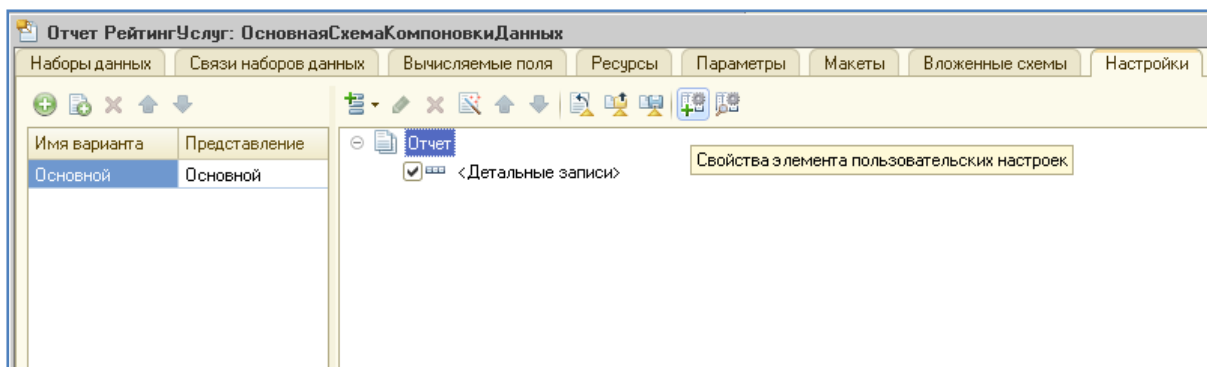 Отчет РейтингУслуг: ОсновнаяСхемаКомпоновкиДанных
Наборы данных Связи наборов данных Вычисляемые поля Ресурсы Параметры Макеты Вложенные схемы Настройки
Имя варианта Представление
Отчет
Свойства элемента пользовательских настроек
Основной Основной
<Детальные записи>